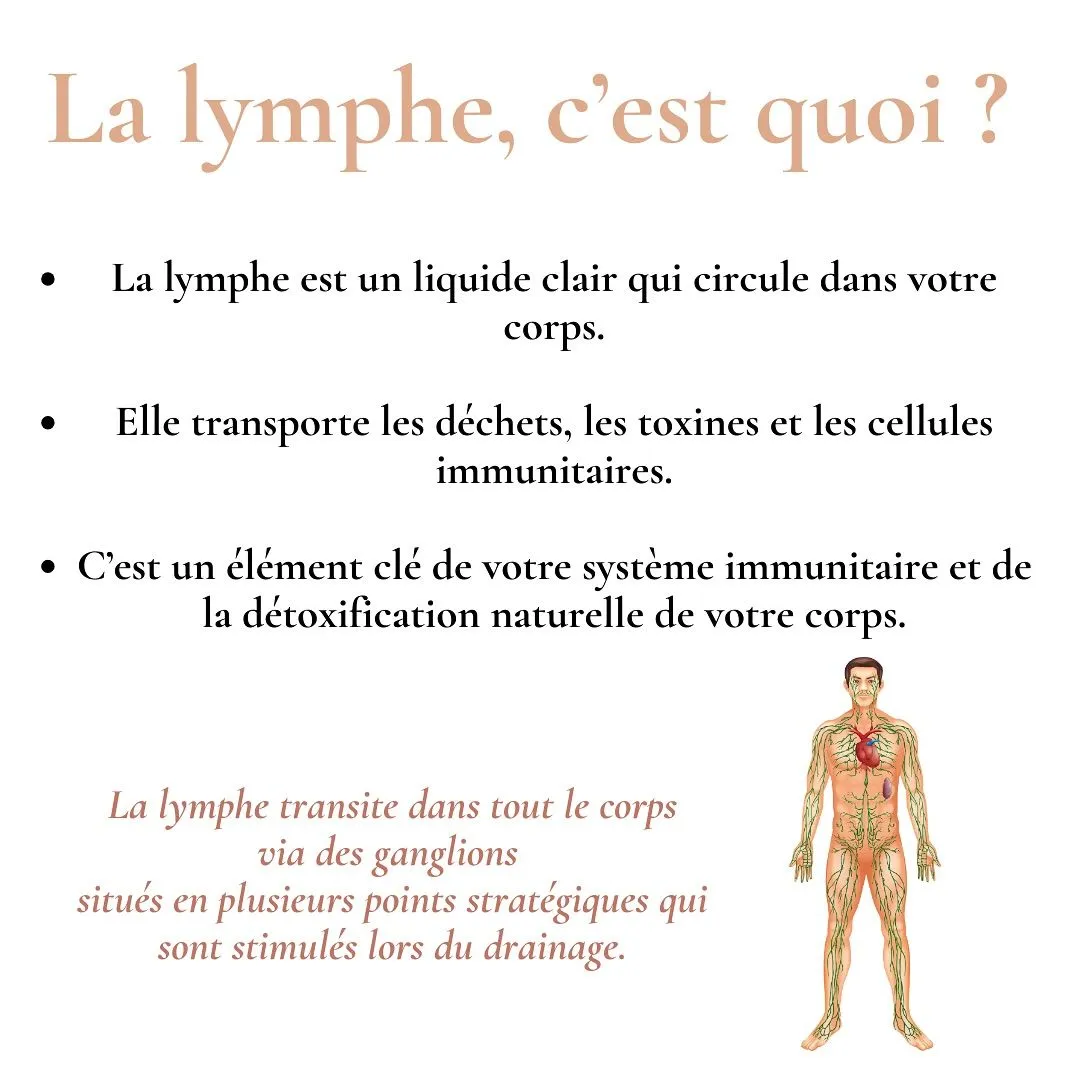 La lymphe, c’est quoi ?
• La lymphe est un liquide clair qui circule dans votre
corps.
• Elle transporte les déchets, les toxines et les cellules
immunitaires.
• C’est un élément clé de votre système immunitaire et de
la détoxification naturelle de votre corps.
La lymphe transite dans tout le corps
via des ganglions
situés en plusieurs points stratégiques qui
sont stimulés lors du drainage.